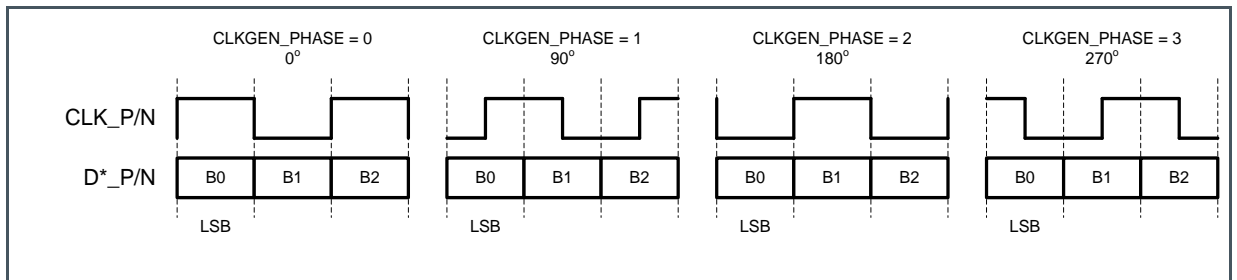 CLKGEN_PHASE = 0 CLKGEN_PHASE = 1 CLKGEN_PHASE = 2 CLKGEN_PHASE = 3
0° 90° 180° 270°
CLK_P/N
D*_P/N B0 B1 B2 B0 B1 B2 B0 B1 B2 B0 B1 B2
LSB LSB LSB LSB